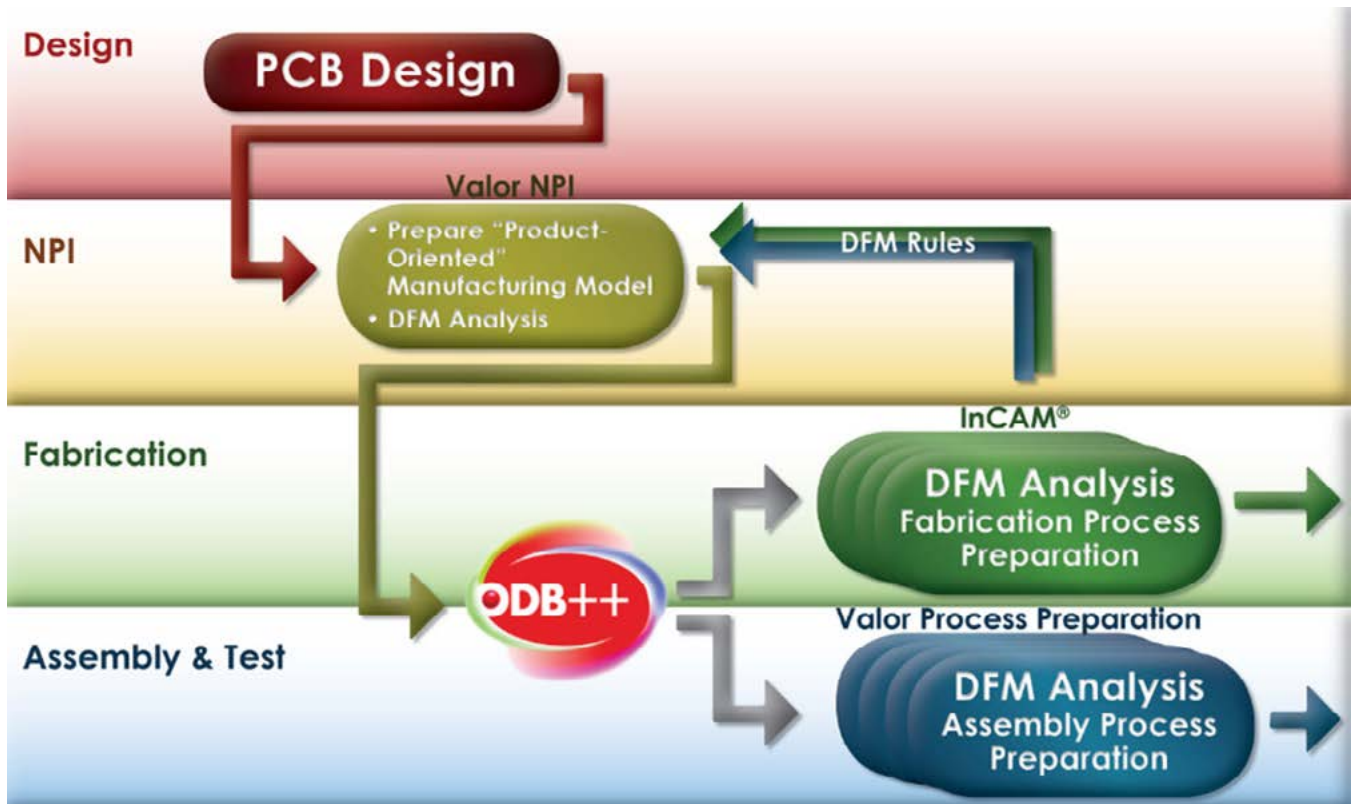 Design
PCB Design
Valor NPI
NPI
• Prepare “Product-
Oriented”
Manufacturing Model
• DFM Analysis
DFM Rules
InCAM®
Fabrication
DFM Analysis
Fabrication Process
Preparation
ODB++
Valor Process Preparation
Assembly & Test
DFM Analysis
Assembly Process
Preparation